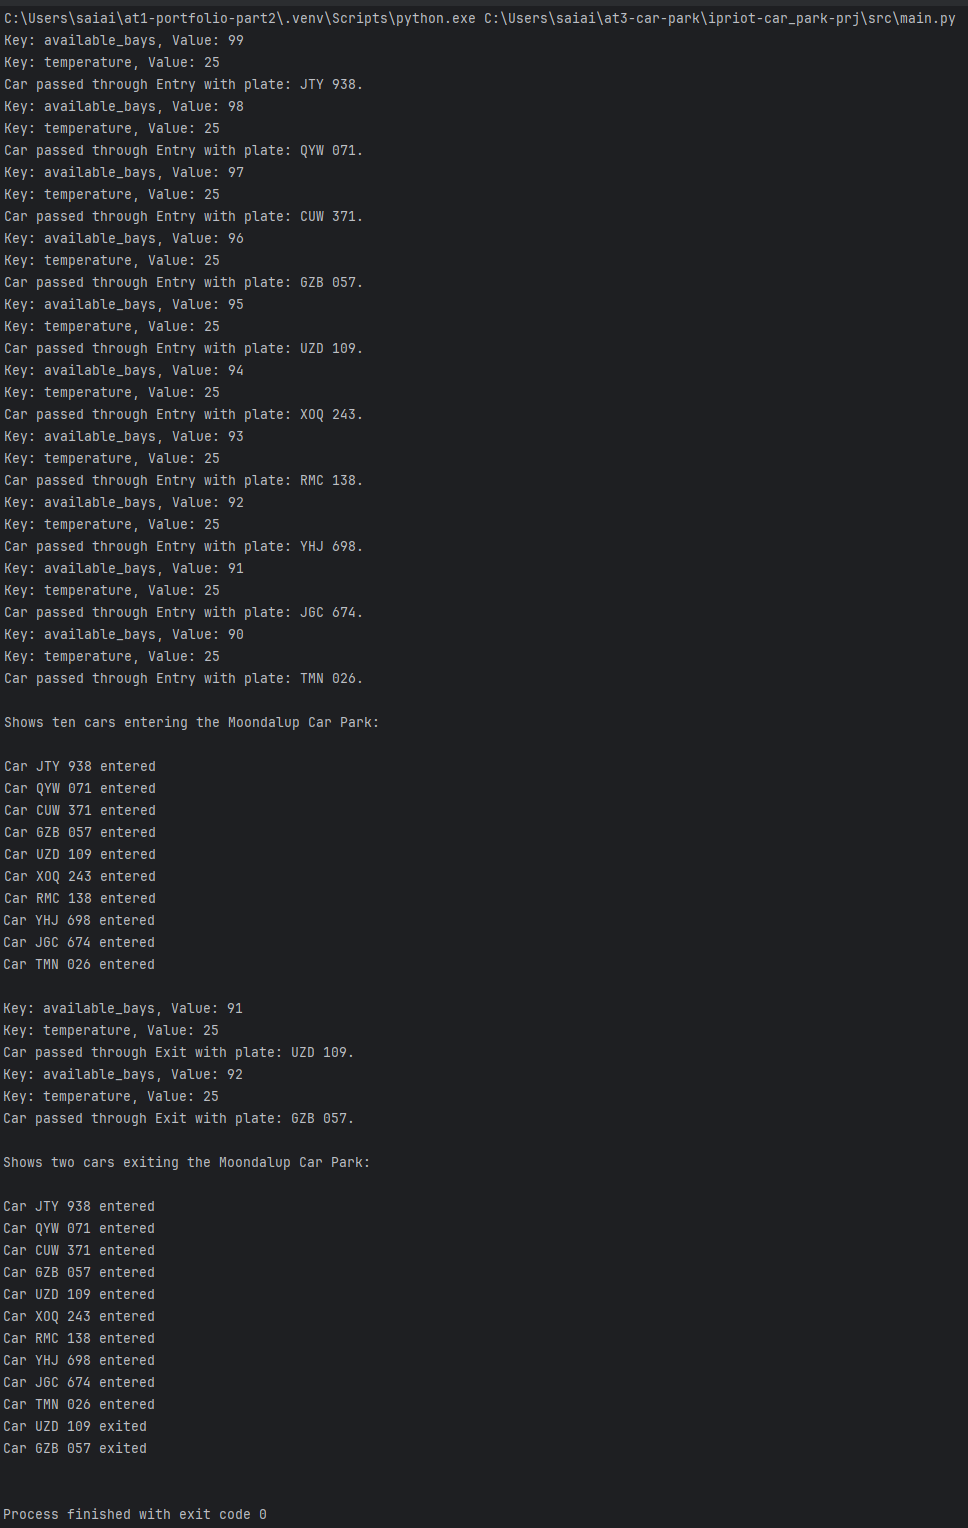 C:\Users\saiai\at1-portfolio-part2\.venv\Scripts\python.exe C:\Users\saiai\at3-car-park\ipriot-car_park-prj\src\main.py
Key: available_bays, Value: 99
Key: temperature, Value: 25
Car passed through Entry with plate: JTY 938.
Key: available_bays, Value: 98
Key: temperature, Value: 25
Car passed through Entry with plate: QYW 071.
Key: available_bays, Value: 97
Key: temperature, Value: 25
Car passed through Entry with plate: CUW 371.
Key: available_bays, Value: 96
Key: temperature, Value: 25
Car passed through Entry with plate: GZB 057.
Key: available_bays, Value: 95
Key: temperature, Value: 25
Car passed through Entry with plate: UZD 109.
Key: available_bays, Value: 94
Key: temperature, Value: 25
Car passed through Entry with plate: XOQ 243.
Key: available_bays, Value: 93
Key: temperature, Value: 25
Car passed through Entry with plate: RMC 138.
Key: available_bays, Value: 92
Key: temperature, Value: 25
Car passed through Entry with plate: YHJ 698.
Key: available_bays, Value: 91
Key: temperature, Value: 25
Car passed through Entry with plate: JGC 674.
Key: available_bays, Value: 90
Key: temperature, Value: 25
Car passed through Entry with plate: TMN 026.

Shows ten cars entering the Moondalup Car Park:

Car JTY 938 entered
Car QYW 071 entered
Car CUW 371 entered
Car GZB 057 entered
Car UZD 109 entered
Car XOQ 243 entered
Car RMC 138 entered
Car YHJ 698 entered
Car JGC 674 entered
Car TMN 026 entered

Key: available_bays, Value: 91
Key: temperature, Value: 25
Car passed through Exit with plate: UZD 109.
Key: available_bays, Value: 92
Key: temperature, Value: 25
Car passed through Exit with plate: GZB 057.

Shows two cars exiting the Moondalup Car Park:

Car JTY 938 entered
Car QYW 071 entered
Car CUW 371 entered
Car GZB 057 entered
Car UZD 109 entered
Car XOQ 243 entered
Car RMC 138 entered
Car YHJ 698 entered
Car JGC 674 entered
Car TMN 026 entered
Car UZD 109 exited
Car GZB 057 exited

Process finished with exit code 0